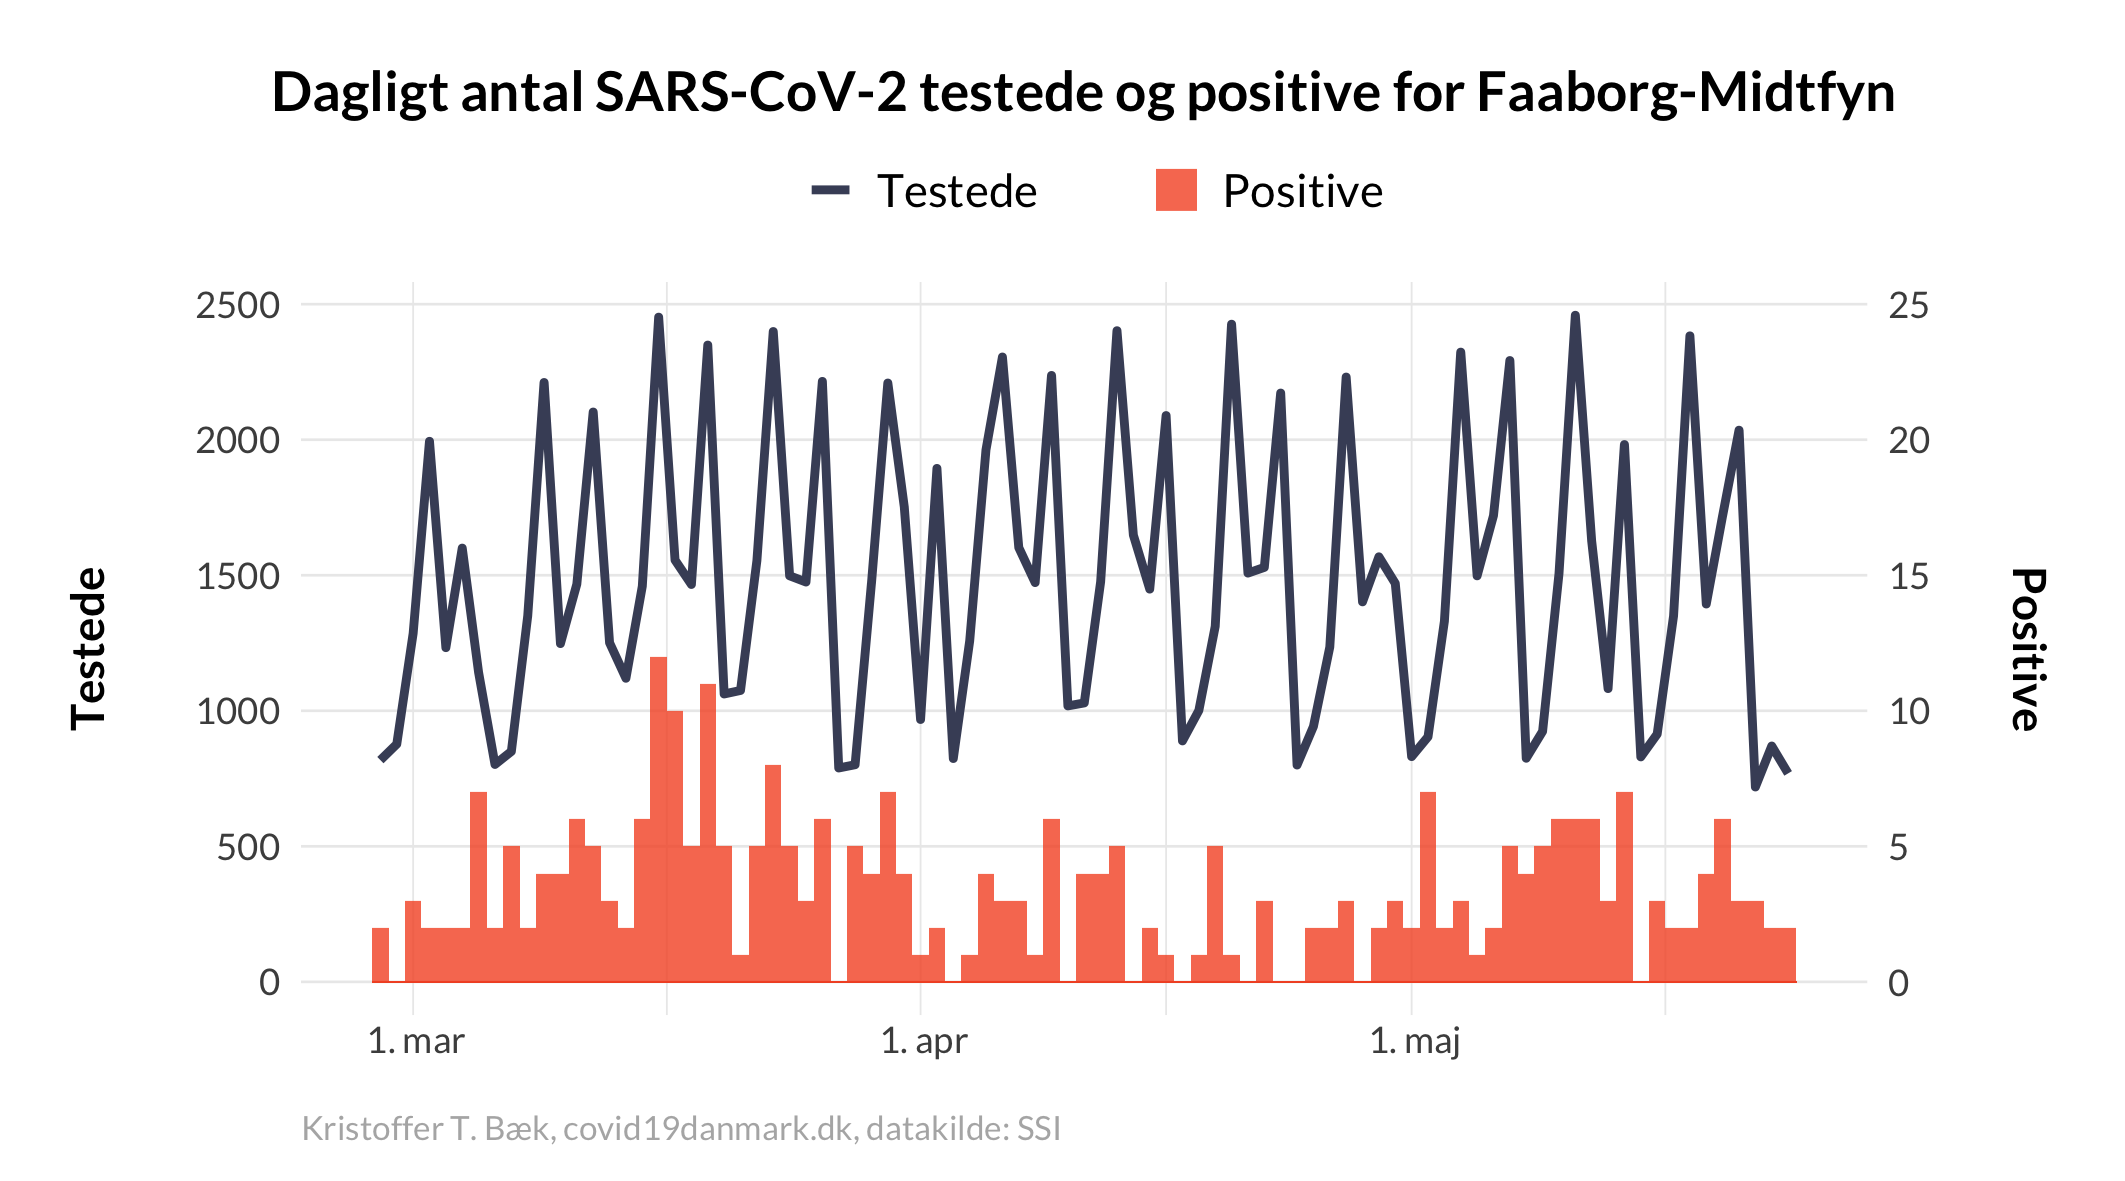 Dagligt antal SARS-CoV-2 testede og positive for Faaborg-Midtfyn
Testede
Positive
2500
2000
1500
1000
500
0
Testede
25
20
15
10
5
0
Positive
1. mar
1. apr
1. maj
Kristoffer T. Bæk, covid19danmark.dk, datakilde: SSI